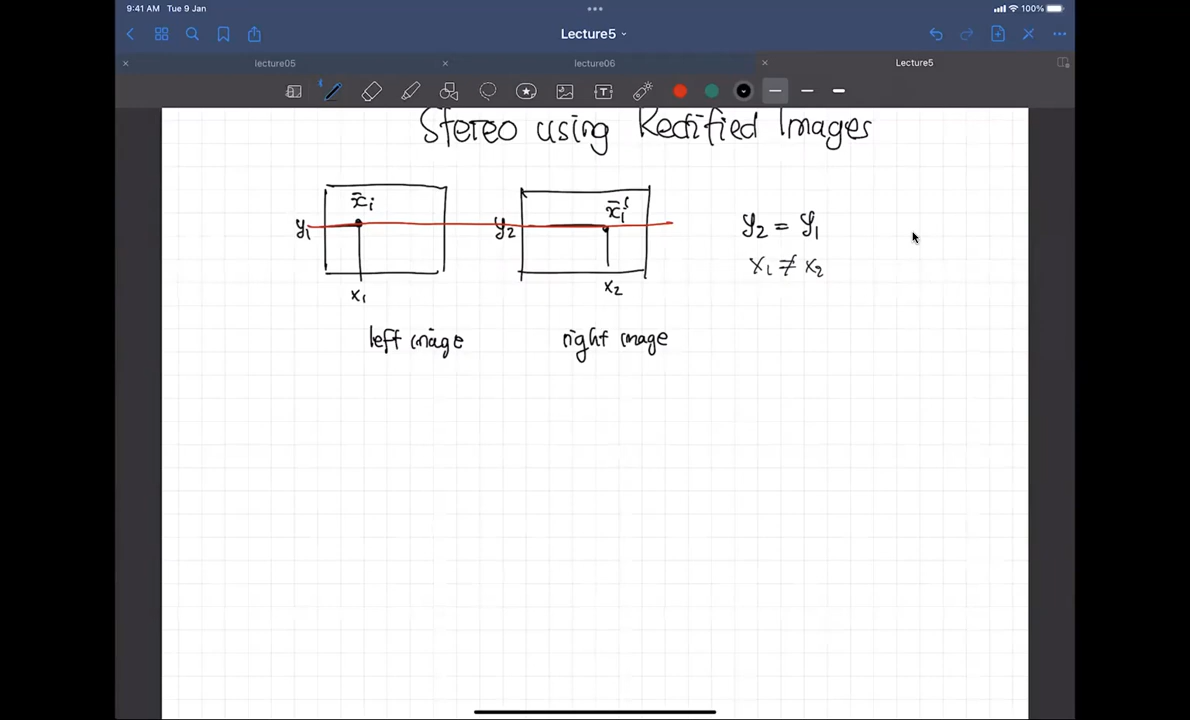 9:41 AM Tue 9 Jan
100%
Lecture5
lecture05
lecture06
Lecture5
Stereo using Rectified Images
x̄ᵢ
x̄ᵢ'
y₁
y₂
y₂ = y₁
x₁ ≠ x₂
x₁
x₂
left image
right image